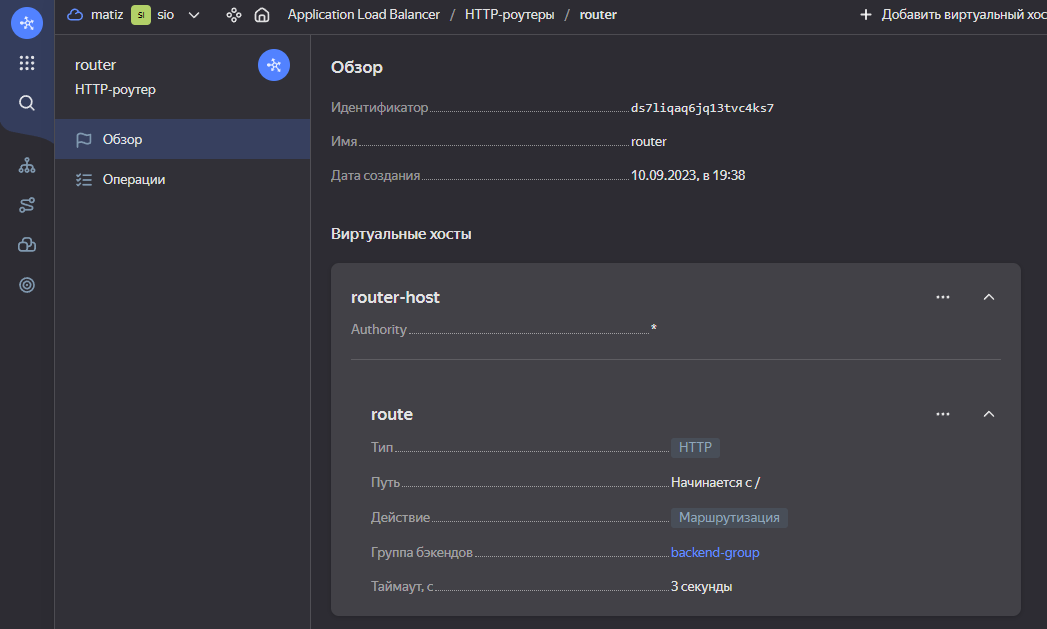 matiz SI sio Application Load Balancer / HTTP-роутеры / router + Добавить виртуальный хос
router
HTTP-роутер
Обзор
Операции
Обзор
Идентификатор ds7liqaq6jq13tvc4ks7
Имя router
Дата создания 10.09.2023, в 19:38
Виртуальные хосты
router-host
Authority *
route
Тип HTTP
Путь Начинается с /
Действие Маршрутизация
Группа бэкендов backend-group
Таймаут, с 3 секунды